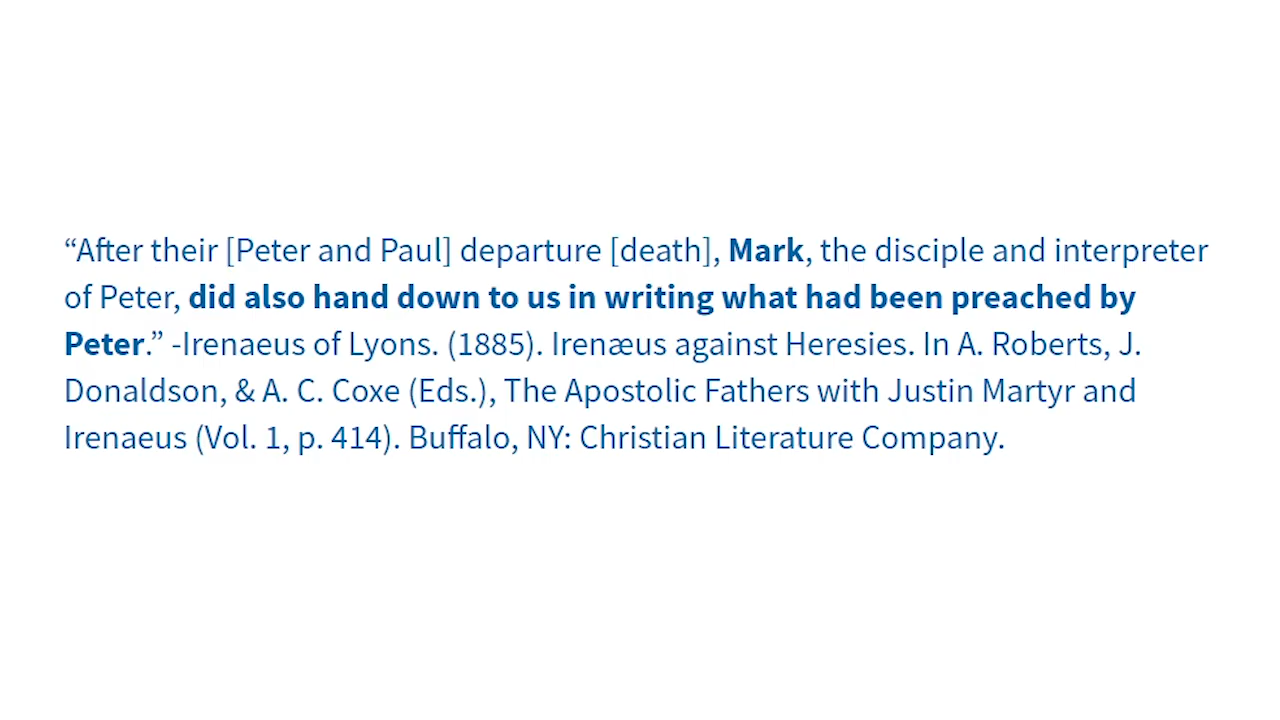 “After their [Peter and Paul] departure [death], Mark, the disciple and interpreter
of Peter, did also hand down to us in writing what had been preached by
Peter.” -Irenaeus of Lyons. (1885). Irenæus against Heresies. In A. Roberts, J.
Donaldson, & A. C. Coxe (Eds.), The Apostolic Fathers with Justin Martyr and
Irenaeus (Vol. 1, p. 414). Buffalo, NY: Christian Literature Company.